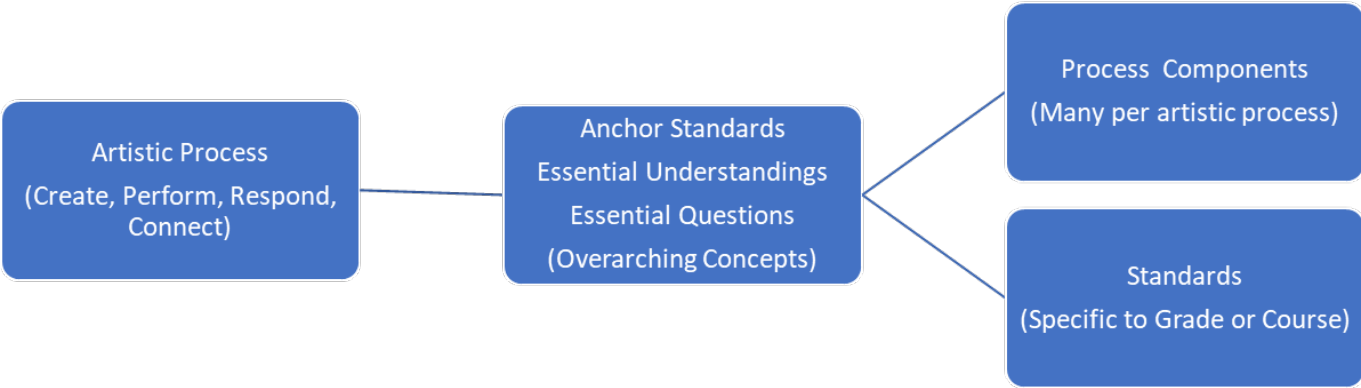 Artistic Process
(Create, Perform, Respond,
Connect)
Anchor Standards
Essential Understandings
Essential Questions
(Overarching Concepts)
Process Components
(Many per artistic process)
Standards
(Specific to Grade or Course)